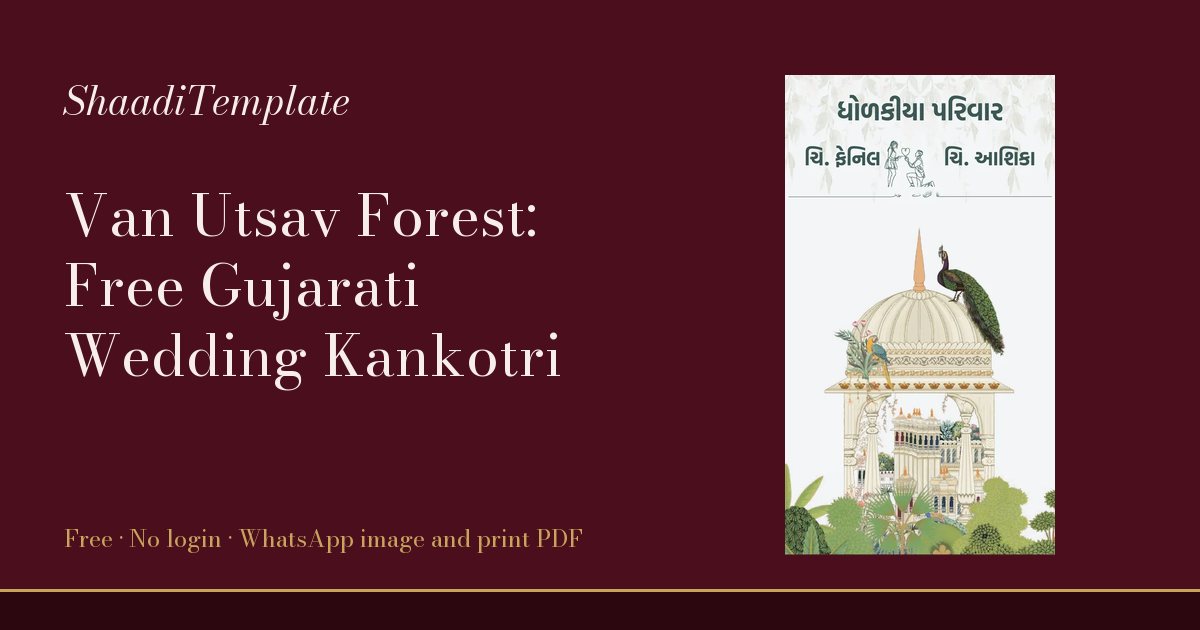 ShaadiTemplate
Van Utsav Forest:
Free Gujarati
Wedding Kankotri
Free · No login · WhatsApp image and print PDF
ધોળકીયા પરિવાર
ચિ. ફેનિલ ચિ. આશિકા